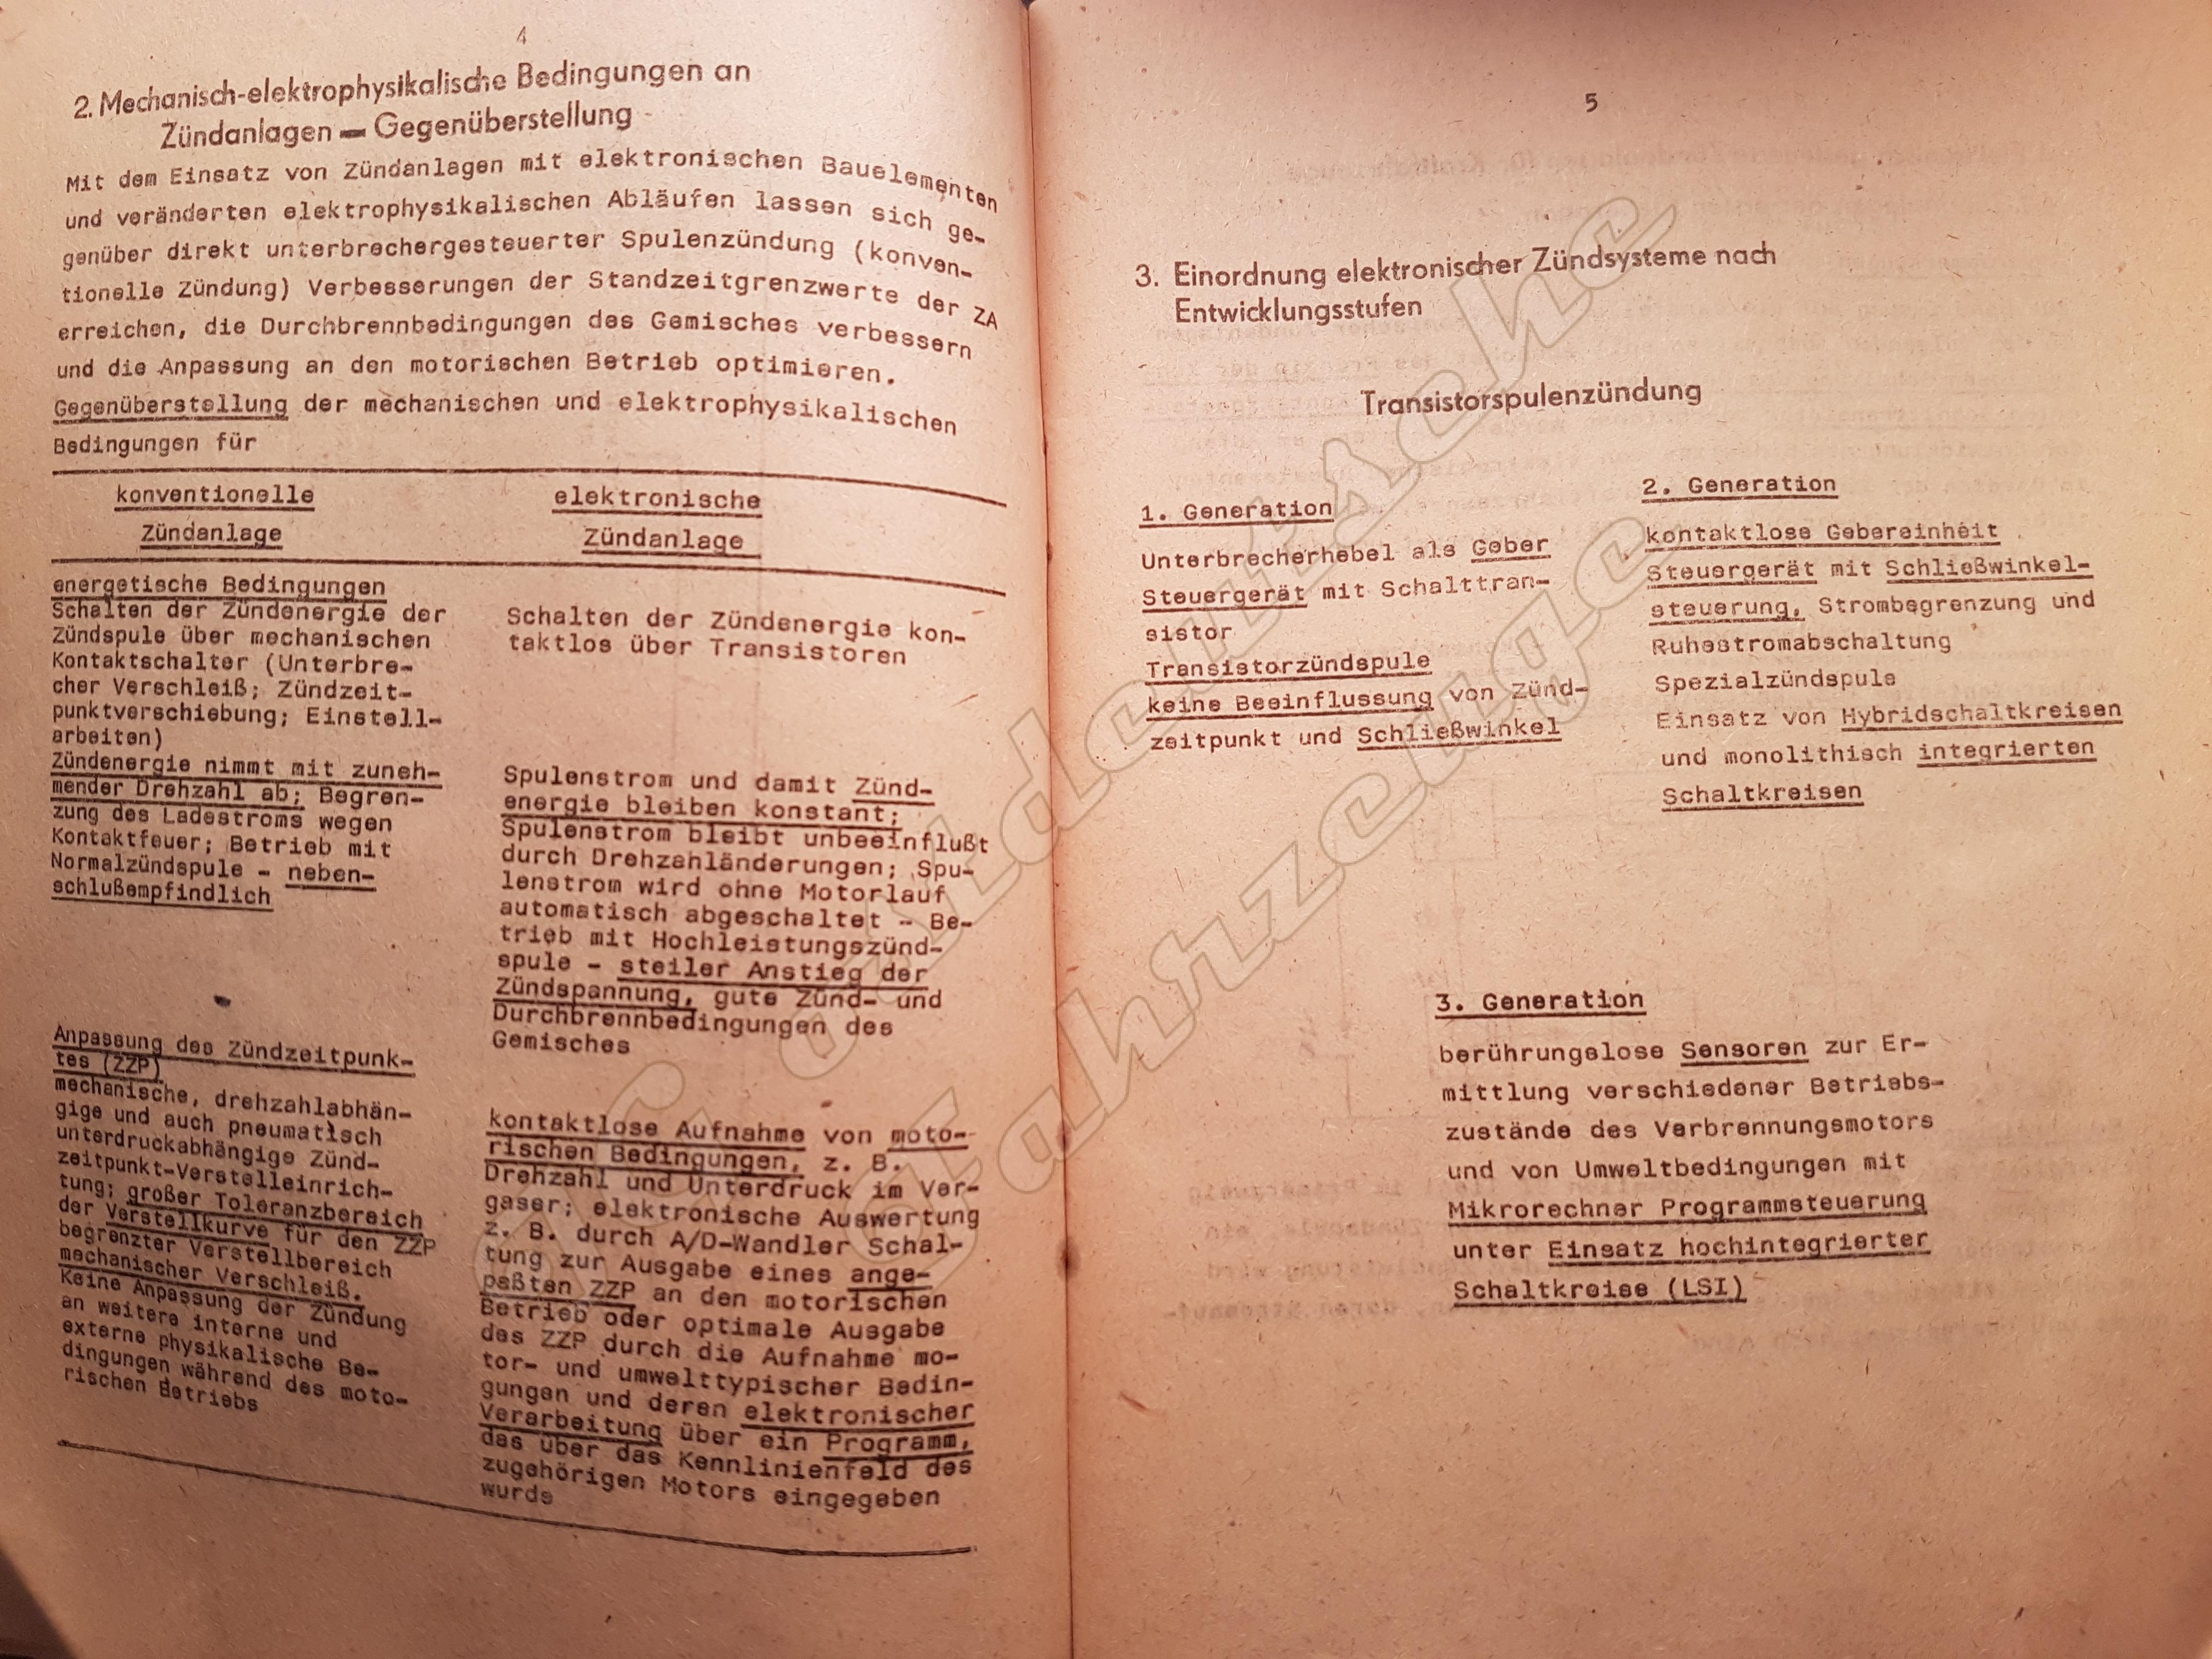 4
2. Mechanisch-elektrophysikalische Bedingungen an
Zündanlagen — Gegenüberstellung
Mit dem Einsatz von Zündanlagen mit elektronischen Bauelementen
und veränderten elektrophysikalischen Abläufen lassen sich ge-
genüber direkt unterbrechergesteuerter Spulenzündung (konven-
tionelle Zündung) Verbesserungen der Standzeitgrenzwerte der ZA
erreichen, die Durchbrennbedingungen des Gemisches verbessern
und die Anpassung an den motorischen Betrieb optimieren.
Gegenüberstellung der mechanischen und elektrophysikalischen
Bedingungen für
konventionelle
Zündanlage
elektronische
Zündanlage
energetische Bedingungen
Schalten der Zündenergie der
Zündspule über mechanischen
Kontaktschalter (Unterbre-
cher Verschleiß; Zündzeit-
punktverschiebung; Einstell-
arbeiten)
Schalten der Zündenergie kon-
taktlos über Transistoren
Zündenergie nimmt mit zuneh-
mender Drehzahl ab; Begren-
zung des Ladestroms wegen
Kontaktfeuer; Betrieb mit
Normalzündspule - neben-
schlußempfindlich
Spulenstrom und damit Zünd-
energie bleiben konstant;
Spulenstrom bleibt unbeeinflußt
durch Drehzahländerungen; Spu-
lenstrom wird ohne Motorlauf
automatisch abgeschaltet - Be-
trieb mit Hochleistungszünd-
spule - steiler Anstieg der
Zündspannung, gute Zünd- und
Durchbrennbedingungen des
Gemisches
Anpassung des Zündzeitpunk-
tes (ZZP)
mechanische, drehzahlabhän-
gige und auch pneumatisch
unterdruckabhängige Zünd-
zeitpunkt-Verstelleinrich-
tung; großer Toleranzbereich
der Verstellkurve für den ZZP
begrenzter Verstellbereich
mechanischer Verschleiß.
Keine Anpassung der Zündung
an weitere interne und
externe physikalische Be-
dingungen während des moto-
rischen Betriebs
kontaktlose Aufnahme von moto-
rischen Bedingungen, z. B.
Drehzahl und Unterdruck im Ver-
gaser; elektronische Auswertung
z. B. durch A/D-Wandler Schal-
tung zur Ausgabe eines ange-
paßten ZZP an den motorischen
Betrieb oder optimale Ausgabe
des ZZP durch die Aufnahme mo-
tor- und umwelttypischer Bedin-
gungen und deren elektronischer
Verarbeitung über ein Programm,
das über das Kennlinienfeld des
zugehörigen Motors eingegeben
wurde
5
3. Einordnung elektronischer Zündsysteme nach
Entwicklungsstufen
Transistorspulenzündung
1. Generation
Unterbrecherhebel als Geber
Steuergerät mit Schalttran-
sistor
Transistorzündspule
keine Beeinflussung von Zünd-
zeitpunkt und Schließwinkel
2. Generation
kontaktlose Gebereinheit
Steuergerät mit Schließwinkel-
steuerung, Strombegrenzung und
Ruhestromabschaltung
Spezialzündspule
Einsatz von Hybridschaltkreisen
und monolithisch integrierten
Schaltkreisen
3. Generation
berührungslose Sensoren zur Er-
mittlung verschiedener Betriebs-
zustände des Verbrennungsmotors
und von Umweltbedingungen mit
Mikrorechner Programmsteuerung
unter Einsatz hochintegrierter
Schaltkreise (LSI)
ostdeutsche
Fahrzeuge